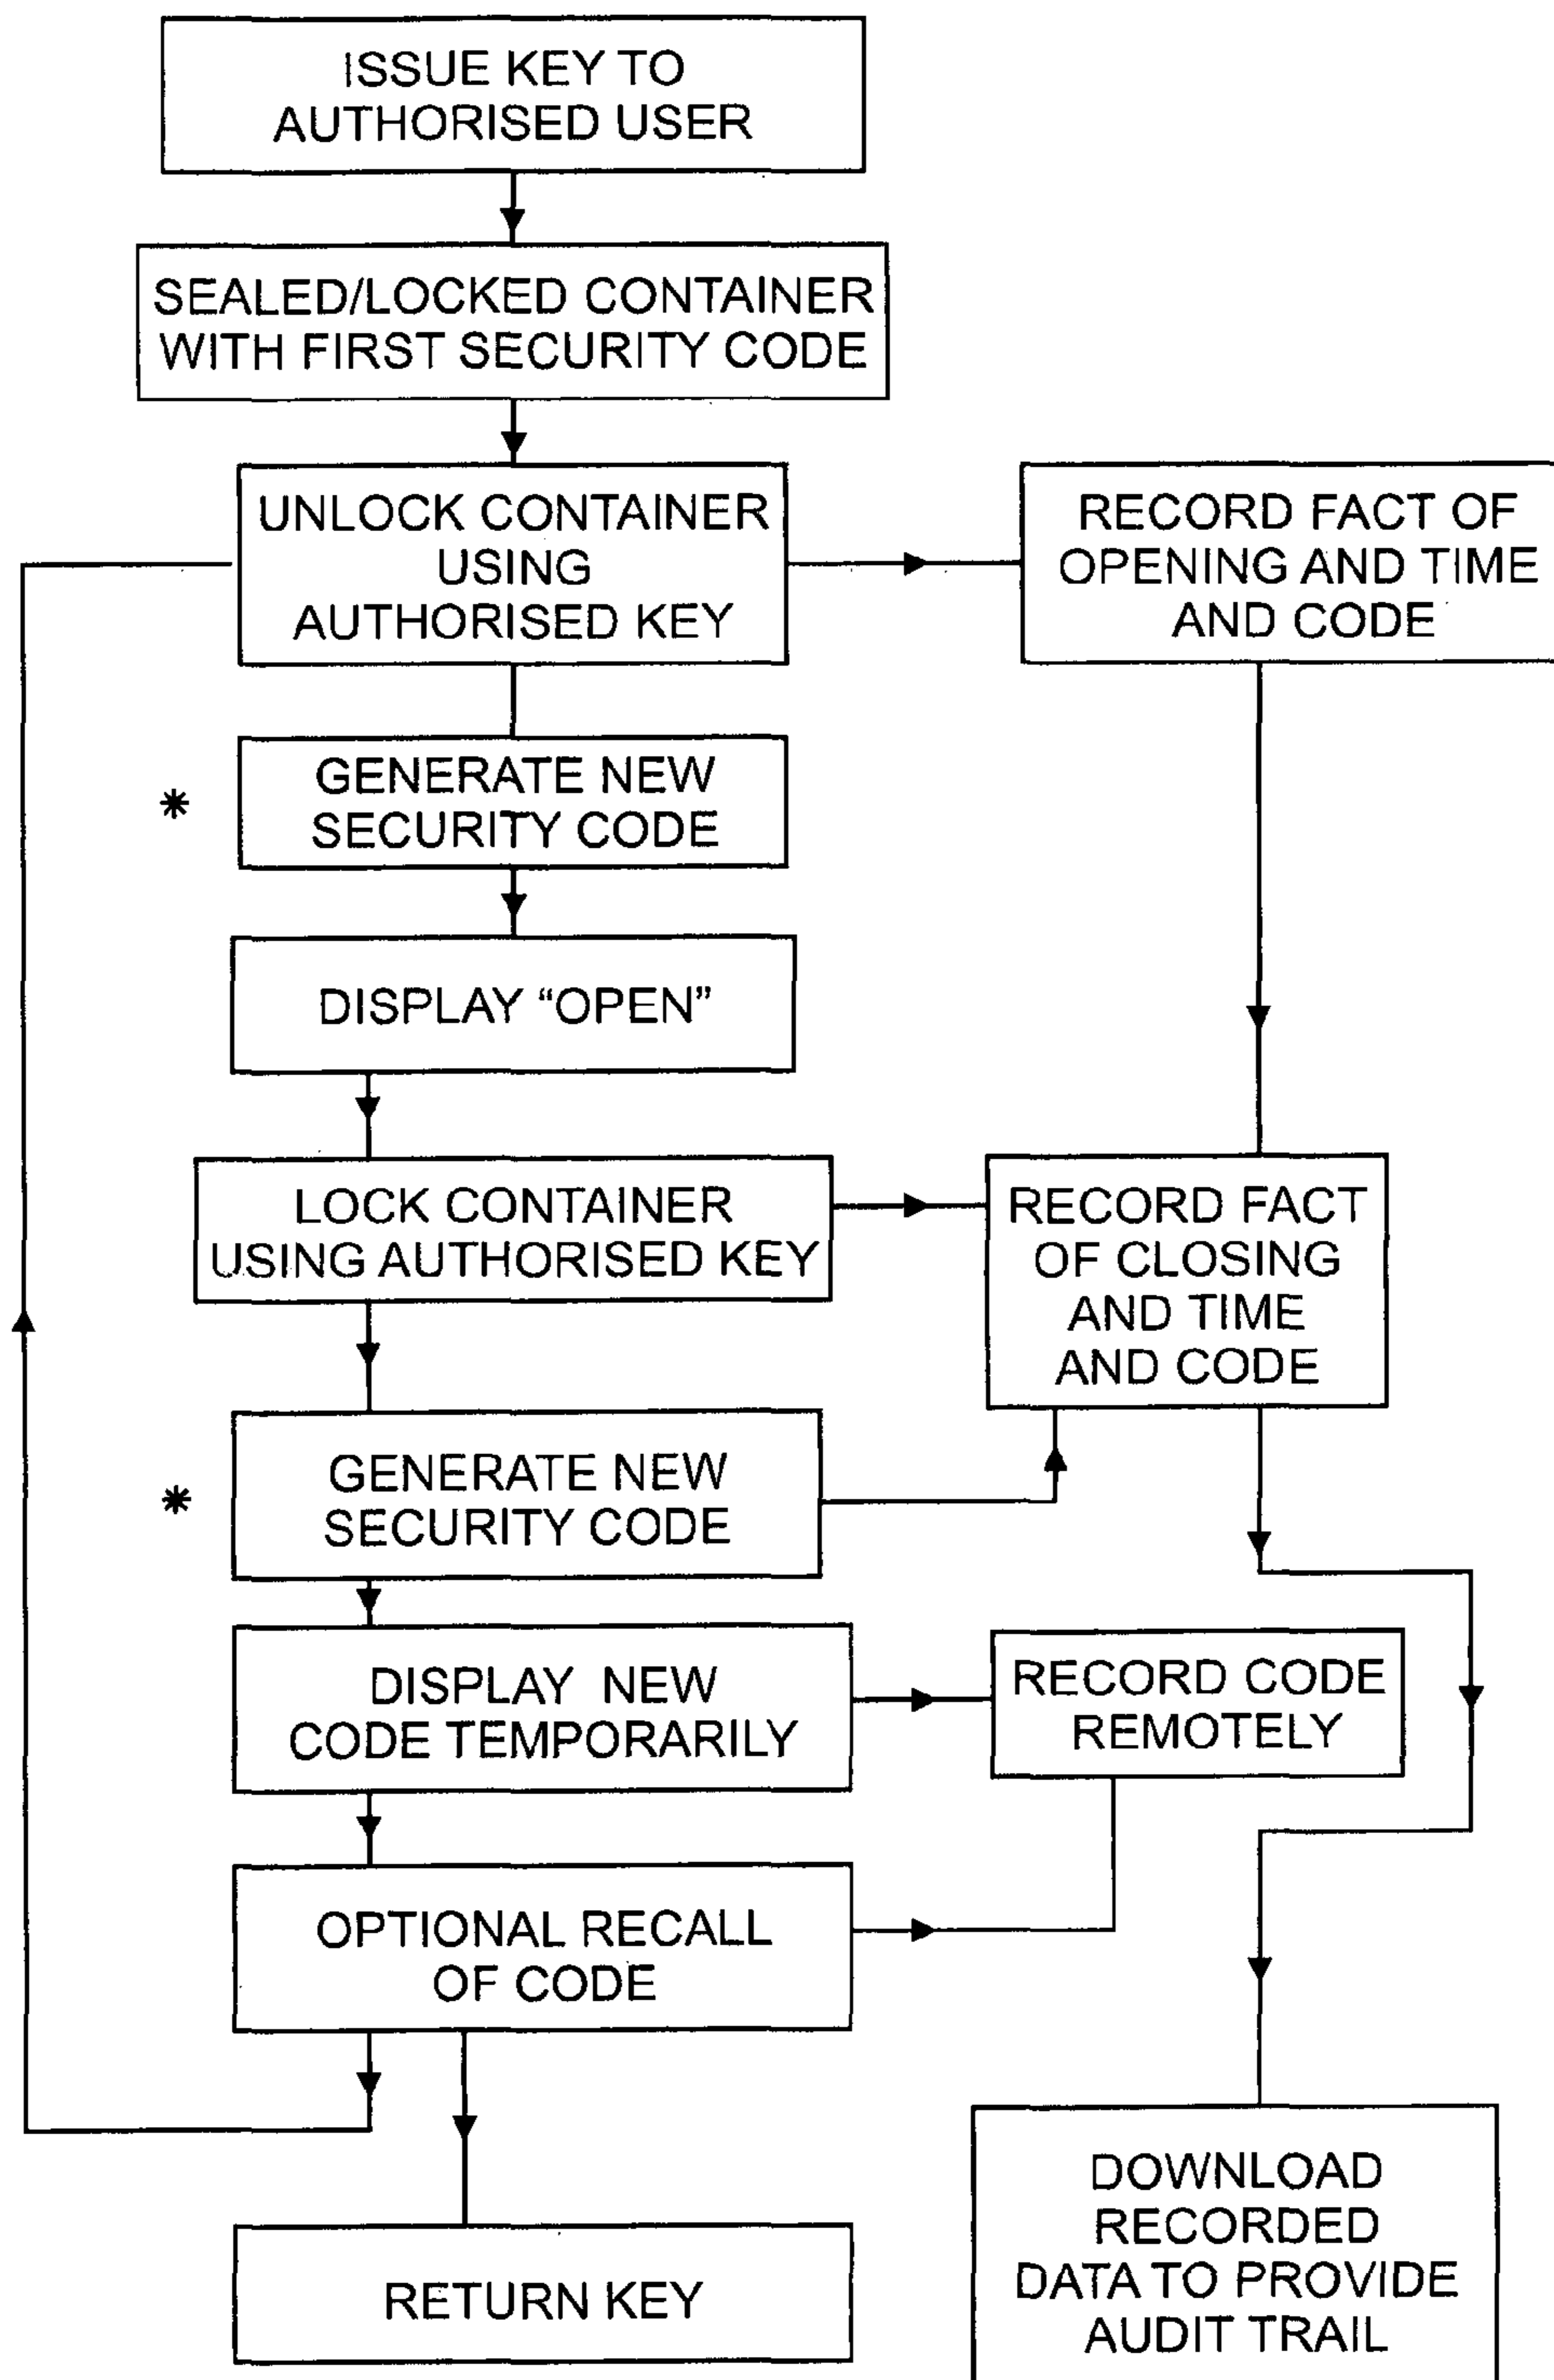 ISSUE KEY TO
AUTHORISED USER
SEALED/LOCKED CONTAINER
WITH FIRST SECURITY CODE
UNLOCK CONTAINER
USING
AUTHORISED KEY
RECORD FACT OF
OPENING AND TIME
AND CODE
*
GENERATE NEW
SECURITY CODE
DISPLAY “OPEN”
LOCK CONTAINER
USING AUTHORISED KEY
RECORD FACT
OF CLOSING
AND TIME
AND CODE
*
GENERATE NEW
SECURITY CODE
DISPLAY NEW
CODE TEMPORARILY
RECORD CODE
REMOTELY
OPTIONAL RECALL
OF CODE
RETURN KEY
DOWNLOAD
RECORDED
DATA TO PROVIDE
AUDIT TRAIL